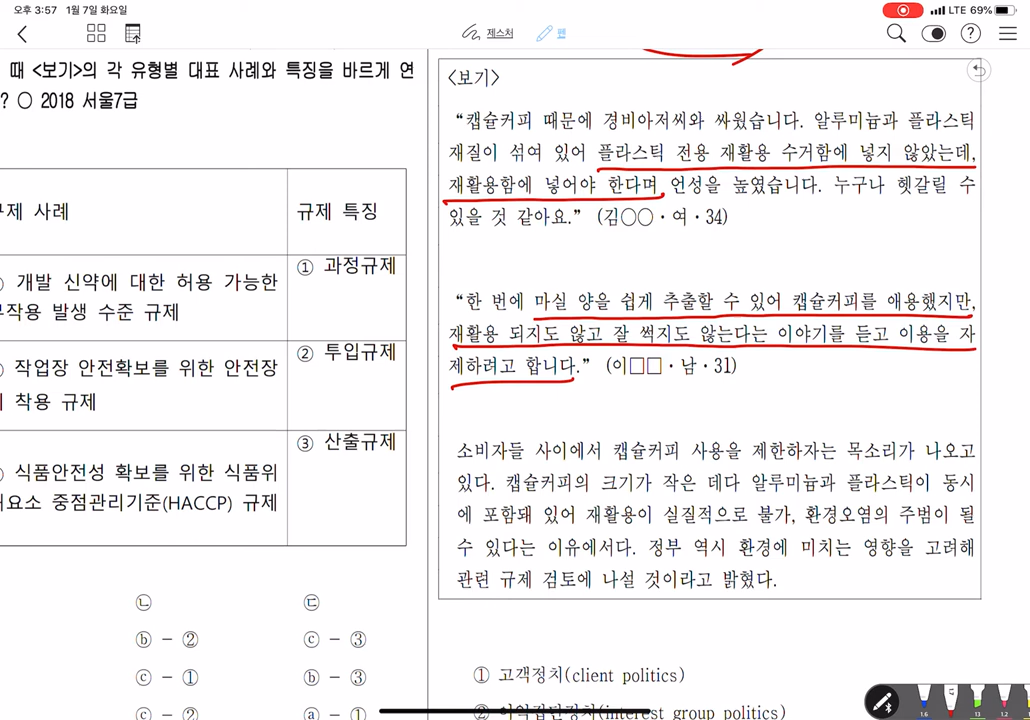 오후 3:57 1월 7일 화요일
LTE 69%
제스처 펜
때 <보기>의 각 유형별 대표 사례와 특징을 바르게 연
? ○ 2018 서울7급
제 사례
규제 특징
개발 신약에 대한 허용 가능한
작용 발생 수준 규제
① 과정규제
작업장 안전확보를 위한 안전장
착용 규제
② 투입규제
식품안전성 확보를 위한 식품위
요소 중점관리기준(HACCP) 규제
③ 산출규제
㉡ ㉢
ⓑ - ② ⓒ - ③
ⓒ - ① ⓑ - ③
ⓒ - ② ⓐ - ①
<보기>
“캡슐커피 때문에 경비아저씨와 싸웠습니다. 알루미늄과 플라스틱
재질이 섞여 있어 플라스틱 전용 재활용 수거함에 넣지 않았는데,
재활용함에 넣어야 한다며 언성을 높였습니다. 누구나 헷갈릴 수
있을 것 같아요.” (김○○·여·34)
“한 번에 마실 양을 쉽게 추출할 수 있어 캡슐커피를 애용했지만,
재활용 되지도 않고 잘 썩지도 않는다는 이야기를 듣고 이용을 자
제하려고 합니다.” (이□□·남·31)
소비자들 사이에서 캡슐커피 사용을 제한하자는 목소리가 나오고
있다. 캡슐커피의 크기가 작은 데다 알루미늄과 플라스틱이 동시
에 포함돼 있어 재활용이 실질적으로 불가, 환경오염의 주범이 될
수 있다는 이유에서다. 정부 역시 환경에 미치는 영향을 고려해
관련 규제 검토에 나설 것이라고 밝혔다.
① 고객정치(client politics)
② 이익집단정치(interest group politics)